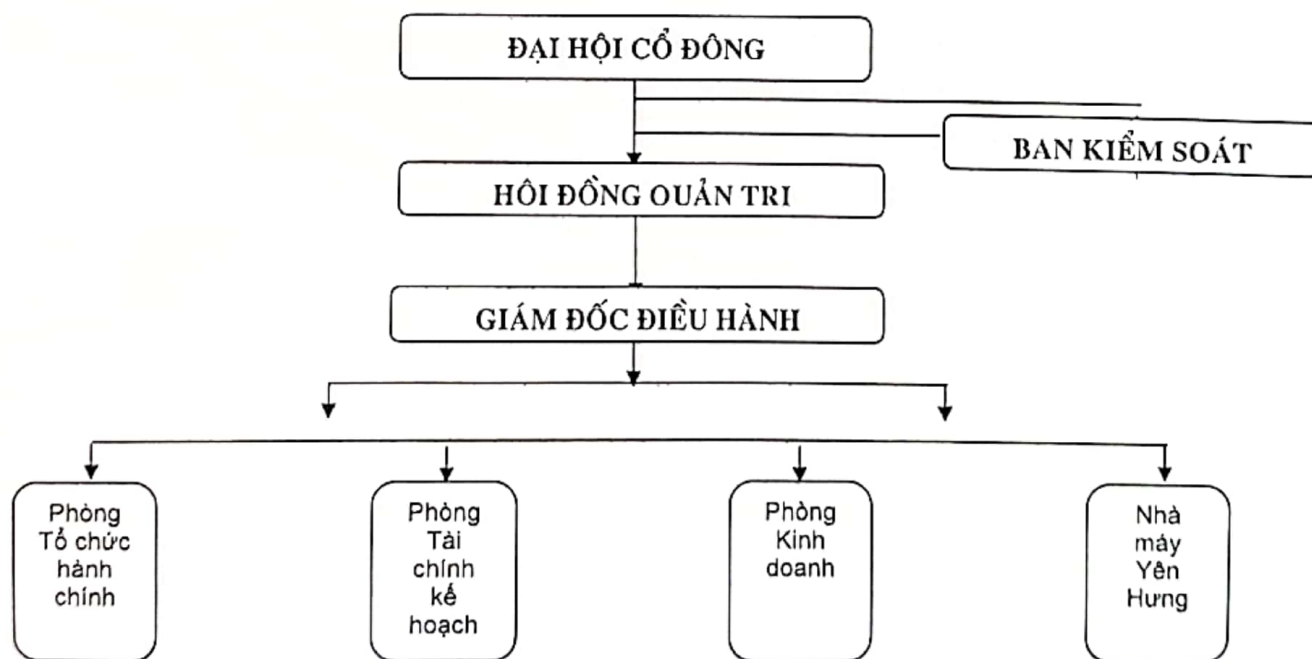 ĐẠI HỘI CỔ ĐÔNG
BAN KIỂM SOÁT
HÔI ĐỒNG OUẢN TRI
GIÁM ĐỐC ĐIỀU HÀNH
Phòng
Tổ chức
hành
chính
Phòng
Tài
chính
kế
hoạch
Phòng
Kinh
doanh
Nhà
máy
Yên
Hưng